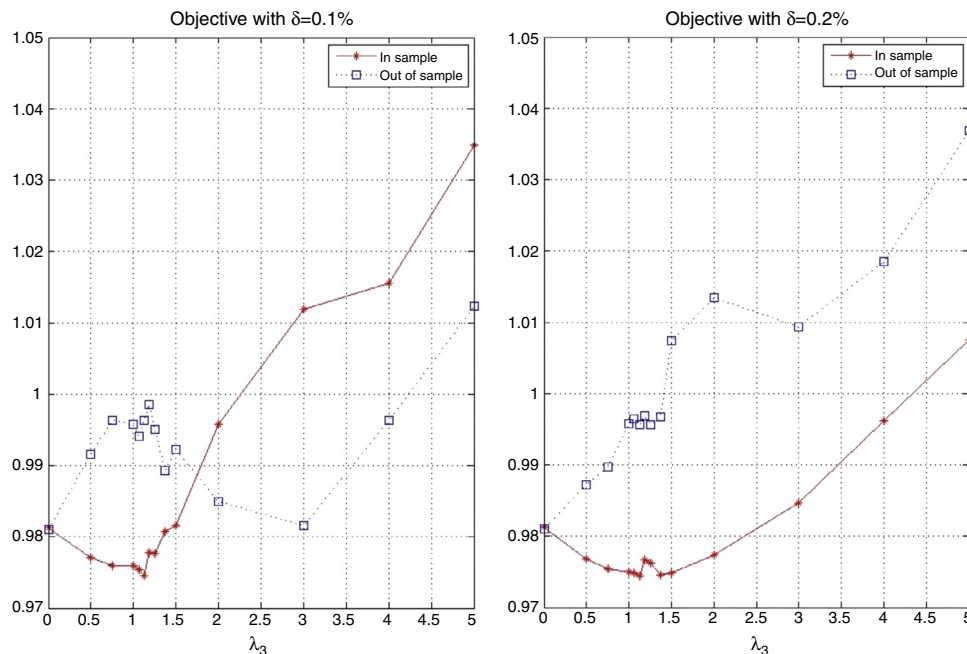 Objective with δ=0.1%
1.05
1.04
1.03
1.02
1.01
1
0.99
0.98
0.97
In sample
Out of sample
0 0.5 1 1.5 2 2.5 3 3.5 4 4.5 5
λ3
Objective with δ=0.2%
1.05
1.04
1.03
1.02
1.01
1
0.99
0.98
0.97
In sample
Out of sample
0 0.5 1 1.5 2 2.5 3 3.5 4 4.5 5
λ3